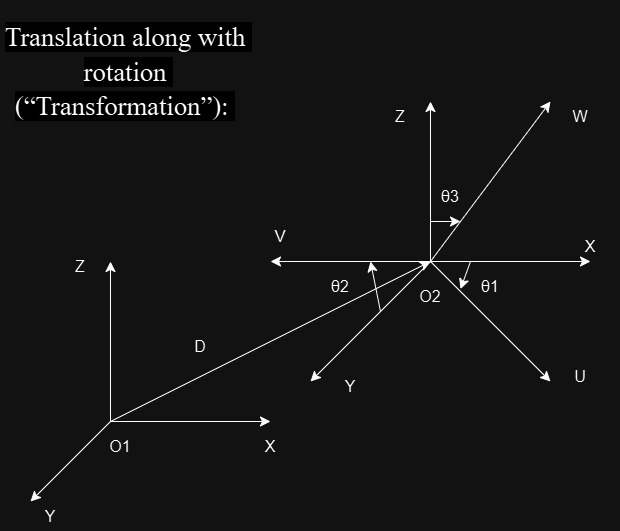 Translation along with
rotation
(“Transformation”):
Z
W
θ3
V
X
θ2
θ1
O2
Z
D
Y
U
O1
X
Y